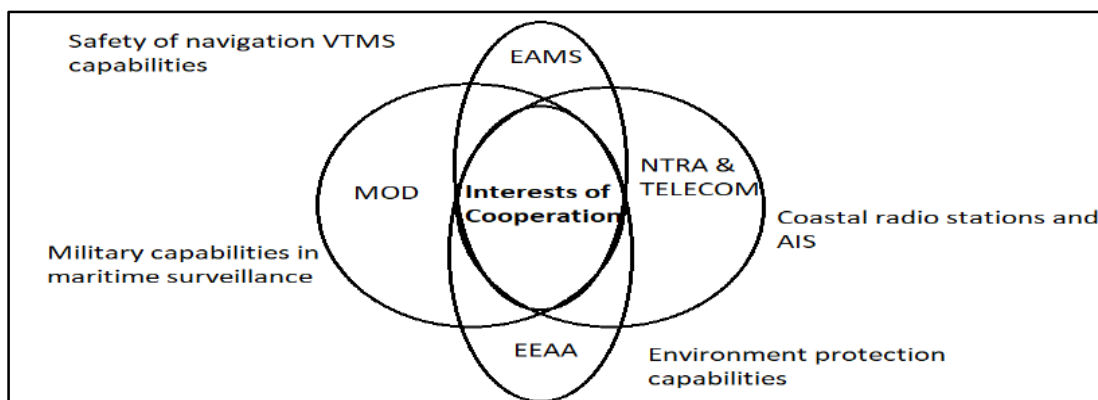 Safety of navigation VTMS
capabilities
EAMS
MOD
NTRA &
TELECOM
Interests of
Cooperation
Coastal radio stations and
AIS
Military capabilities in
maritime surveillance
EEAA
Environment protection
capabilities